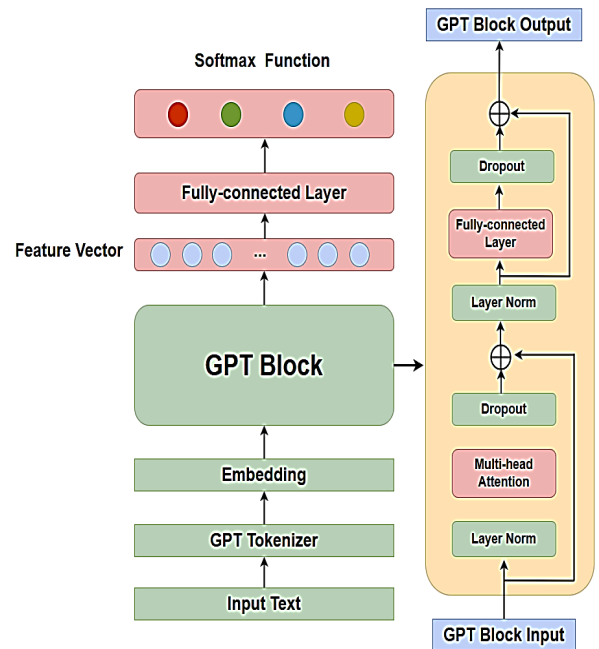 Softmax Function
Fully-connected Layer
Feature Vector
...
GPT Block
Embedding
GPT Tokenizer
Input Text
GPT Block Output
Dropout
Fully-connected
Layer
Layer Norm
Dropout
Multi-head
Attention
Layer Norm
GPT Block Input